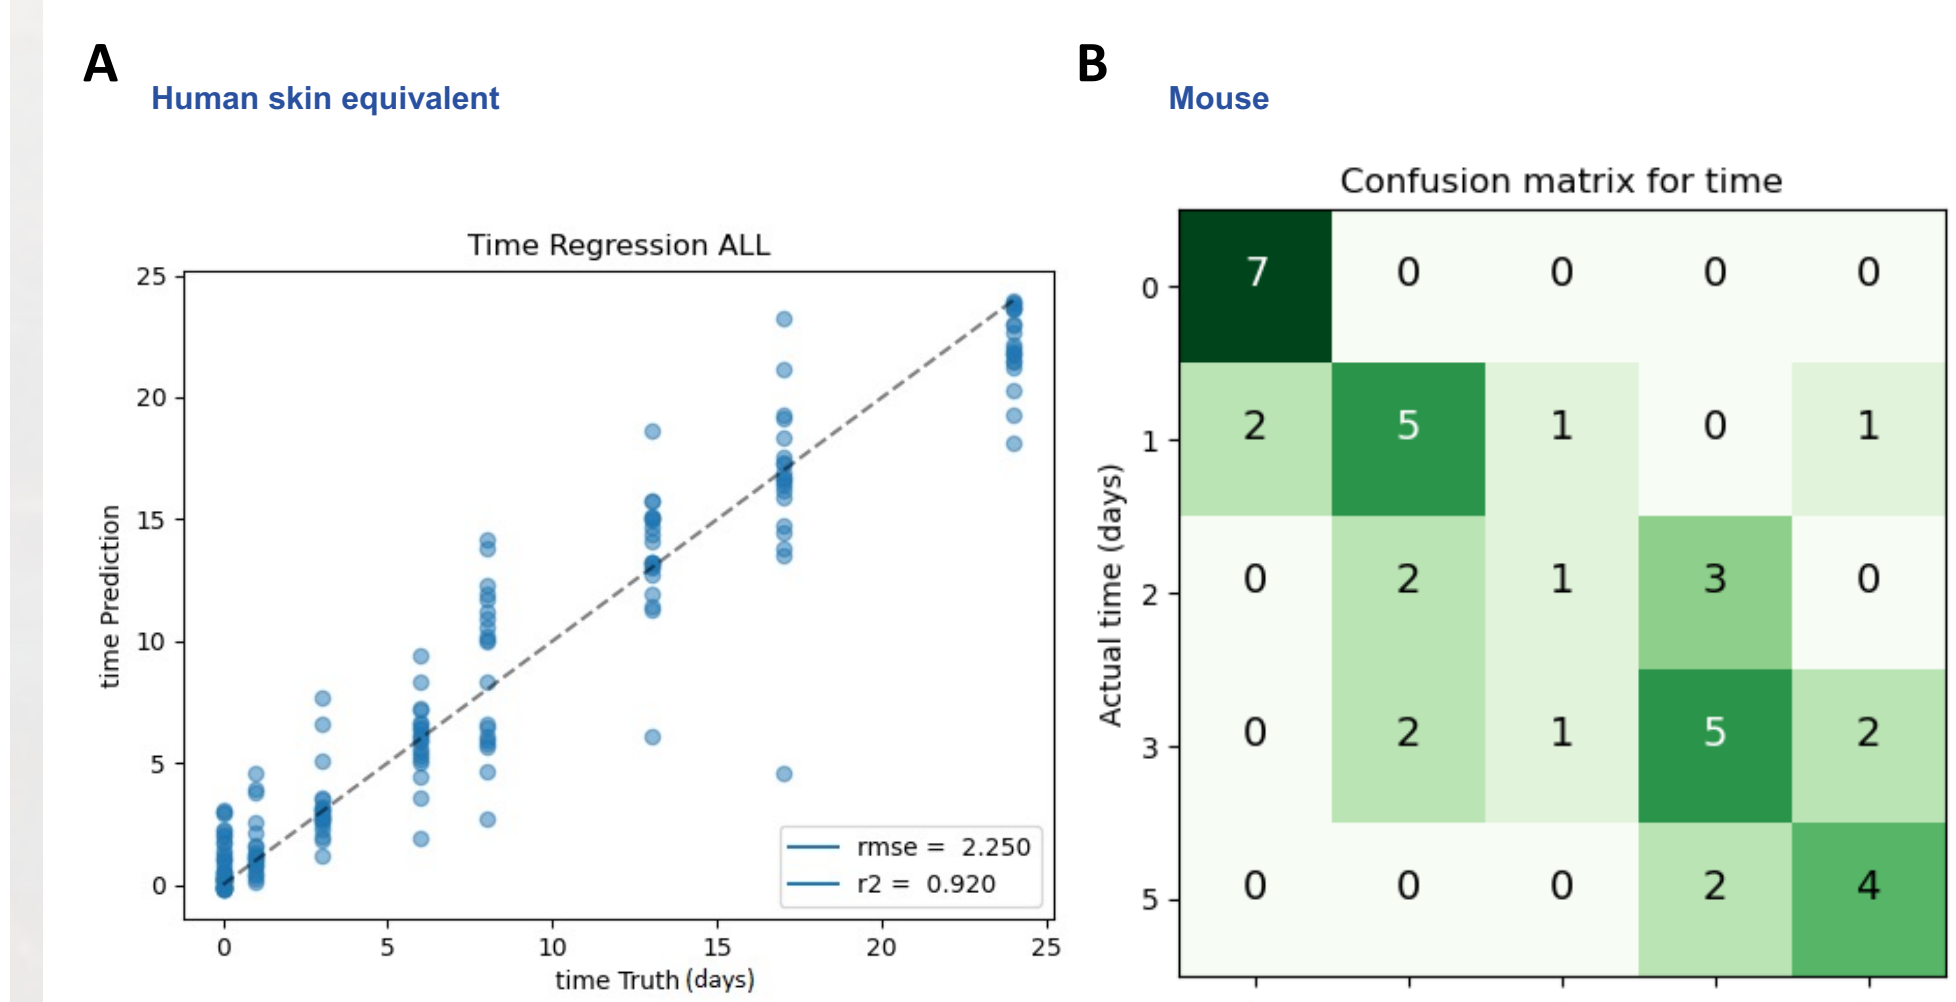 A
Human skin equivalent
Time Regression ALL
25
20
15
10
5
0
time Prediction
rmse = 2.250
r2 = 0.920
0 5 10 15 20 25
time Truth (days)
B
Mouse
Confusion matrix for time
Actual time (days)
0 7 0 0 0 0
1 2 5 1 0 1
2 0 2 1 3 0
3 0 2 1 5 2
5 0 0 0 2 4